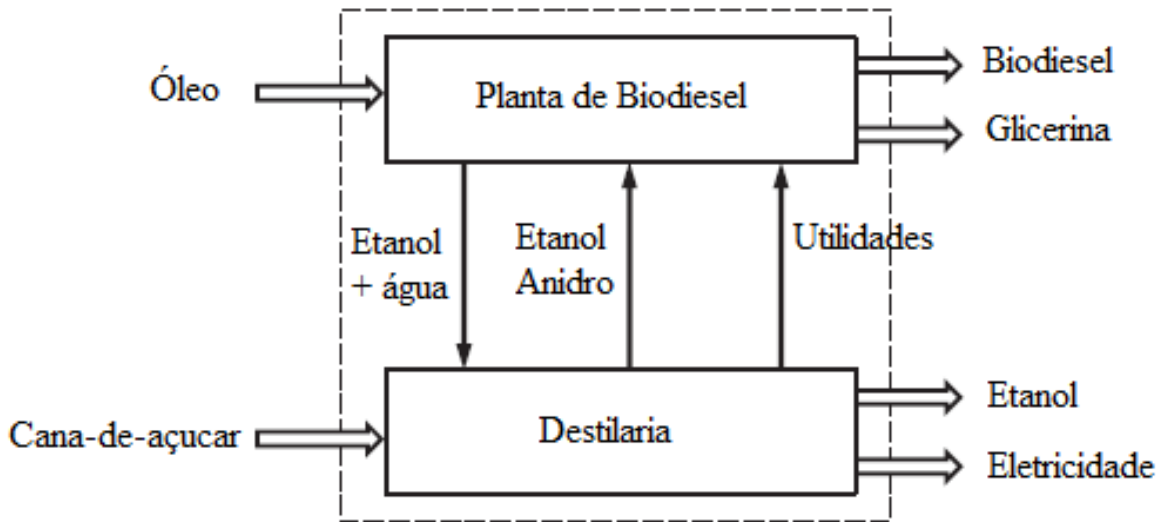 Óleo
Planta de Biodiesel
Biodiesel
Glicerina
Etanol
+ água
Etanol
Anidro
Utilidades
Cana-de-açucar
Destilaria
Etanol
Eletricidade